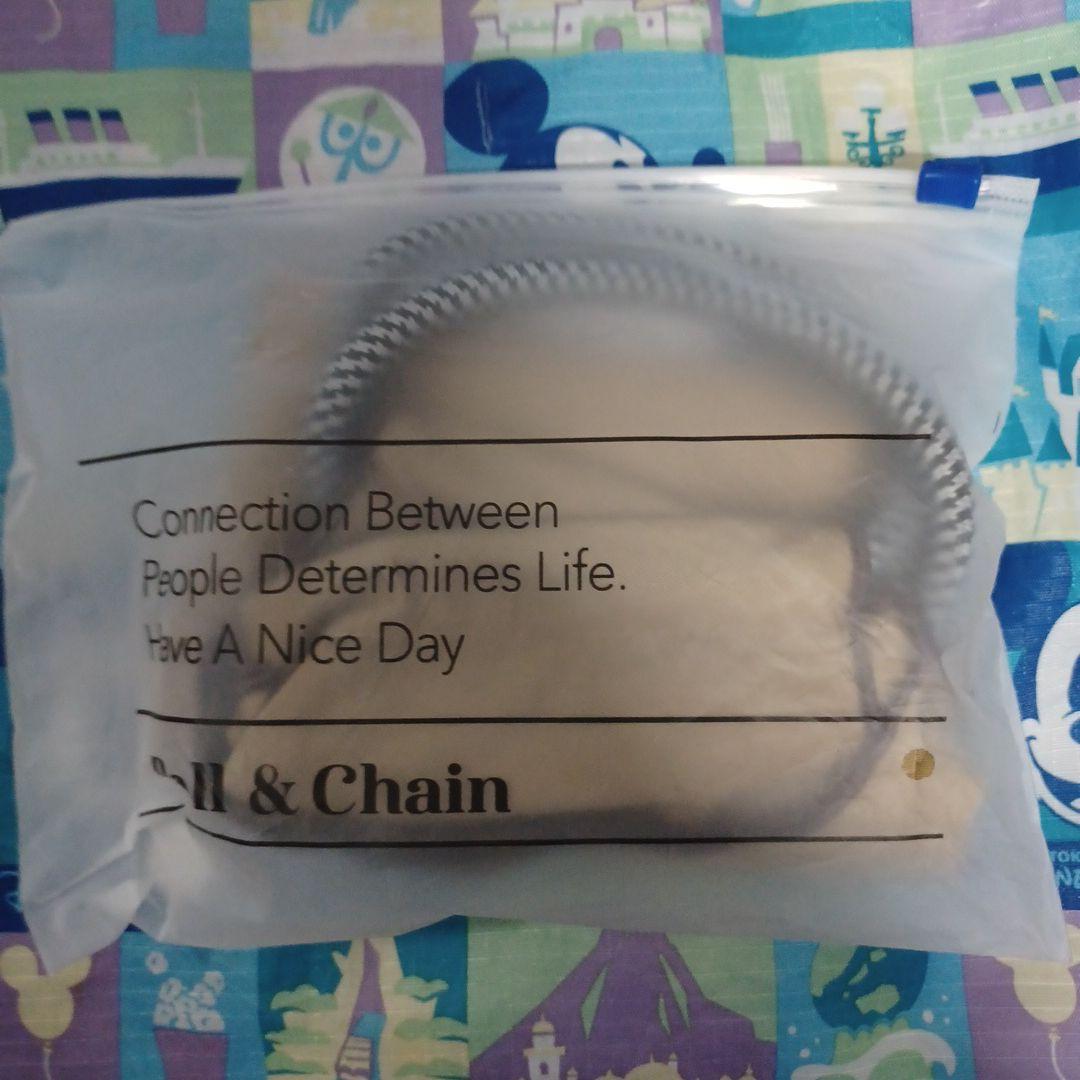 Connection Between
People Determines Life.
Have A Nice Day
& Chain